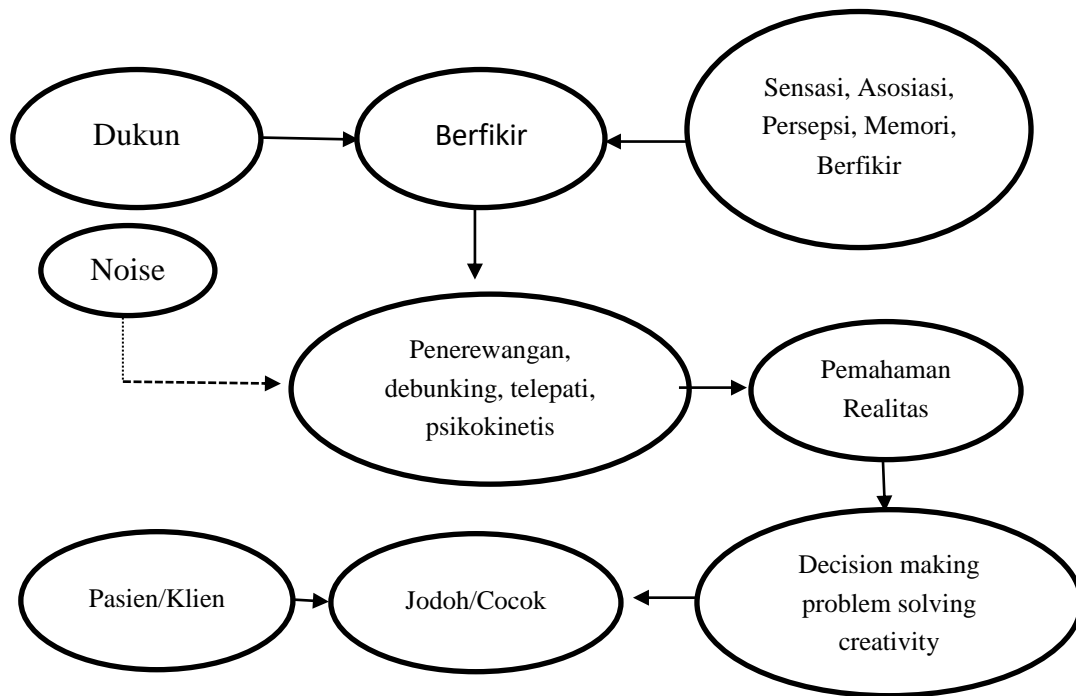 Dukun
Berfikir
Sensasi, Asosiasi,
Persepsi, Memori,
Berfikir
Noise
Penerewangan,
debunking, telepati,
psikokinetis
Pemahaman
Realitas
Pasien/Klien
Jodoh/Cocok
Decision making
problem solving
creativity